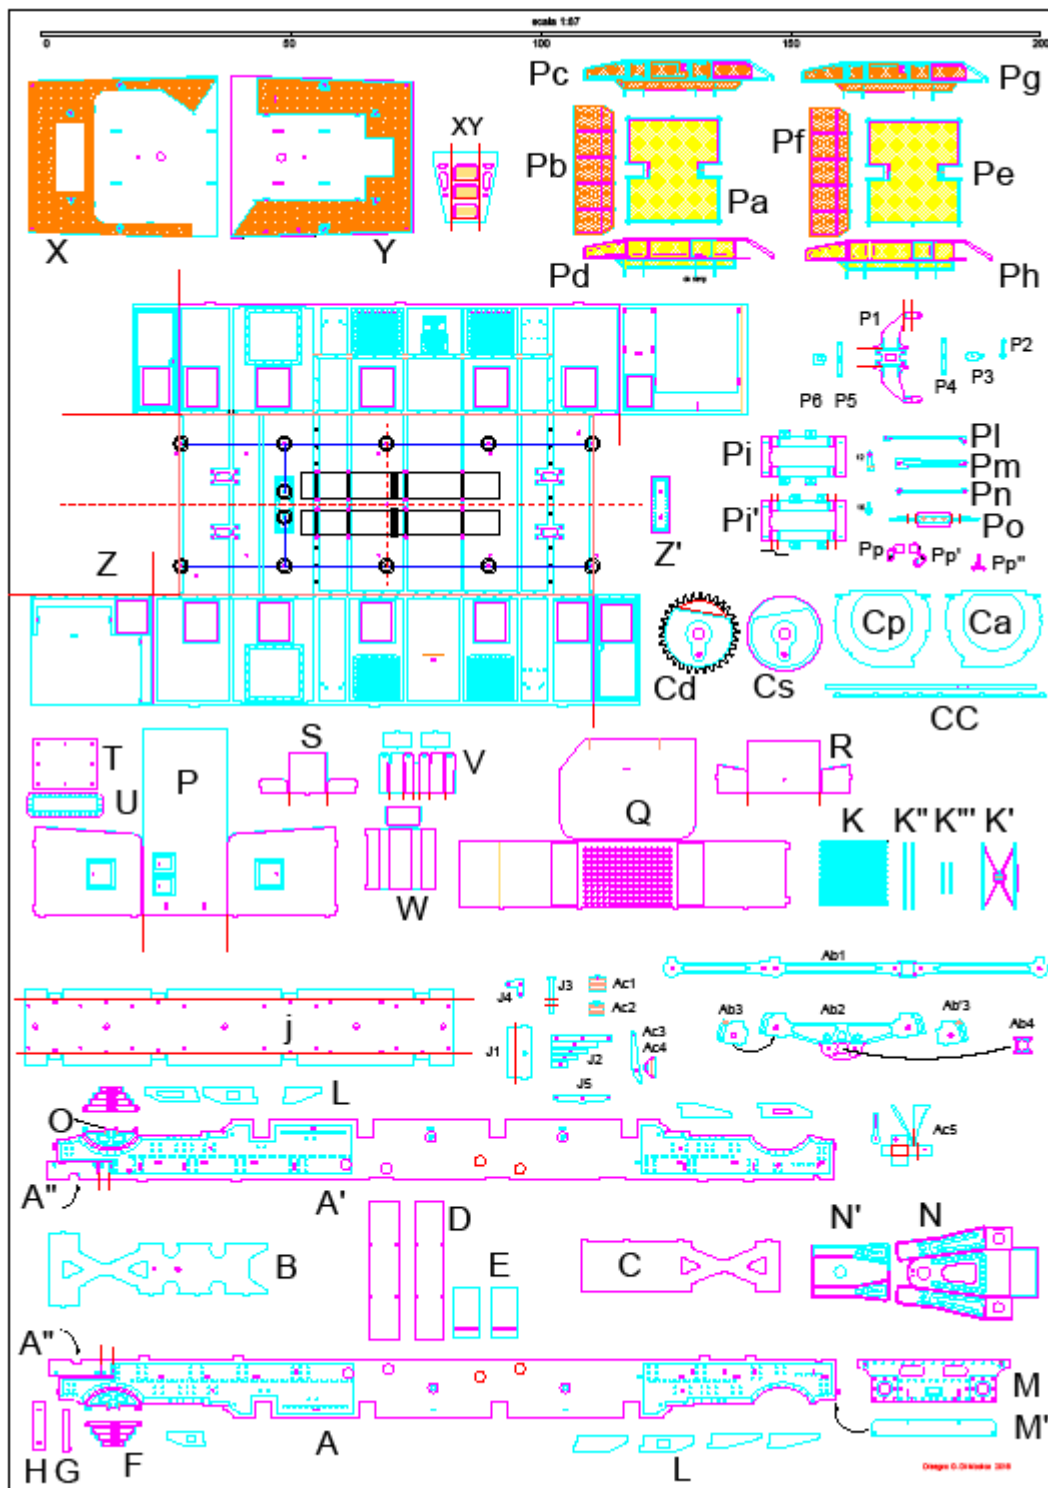 scala 1:87
0 50 100 150 200
Pc Pg
XY
Pb Pf
Pa Pe
X Y
Pd Ph
P1
P2
P6 P5 P4 P3
Pi Pl
Pm
Pn
Pi' Po
Z Z'
Pp Pp' Pp"
Cp Ca
Cd Cs
CC
T P S V R
U Q
K K" K''' K'
W
Ab1
J4 J3 Ac1
Ac2
j
Ab3 Ab2 Ab'3 Ab4
J1 J2 Ac3
Ac4
J5
L
O
Ac5
A" A'
D N' N
B E C
A"
M
A
H G F L M'